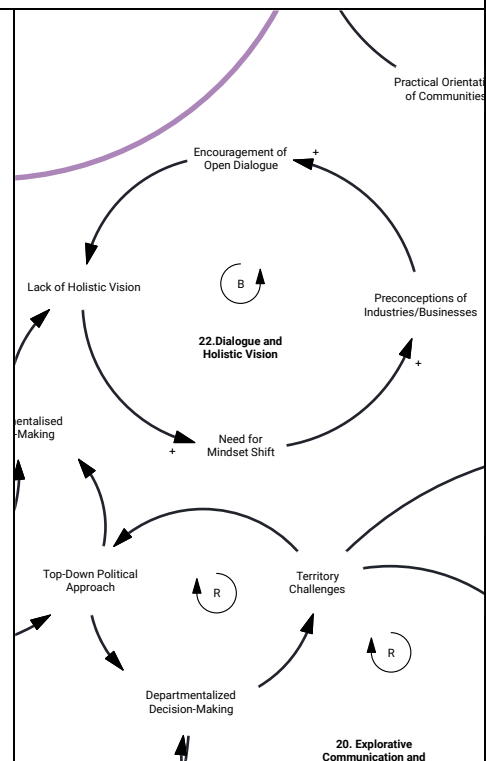 Practical Orientati
of Communities
Encouragement of
Open Dialogue
+
Lack of Holistic Vision
B
Preconceptions of
Industries/Businesses
22.Dialogue and
Holistic Vision
+
entalised
-Making
Need for
Mindset Shift
+
Top-Down Political
Approach
R
Territory
Challenges
R
Departmentalized
Decision-Making
20. Explorative
Communication and